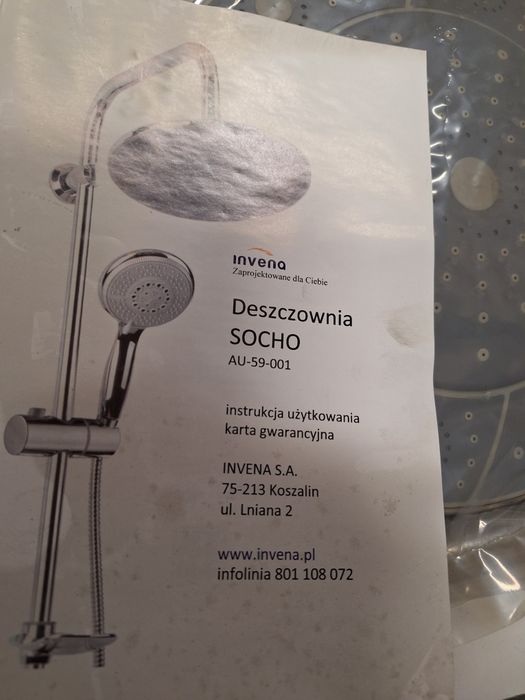 invena
Zaprojektowane dla Ciebie
Deszczownia
SOCHO
AU-59-001
instrukcja użytkowania
karta gwarancyjna
INVENA S.A.
75-213 Koszalin
ul. Lniana 2
www.invena.pl
infolinia 801 108 072